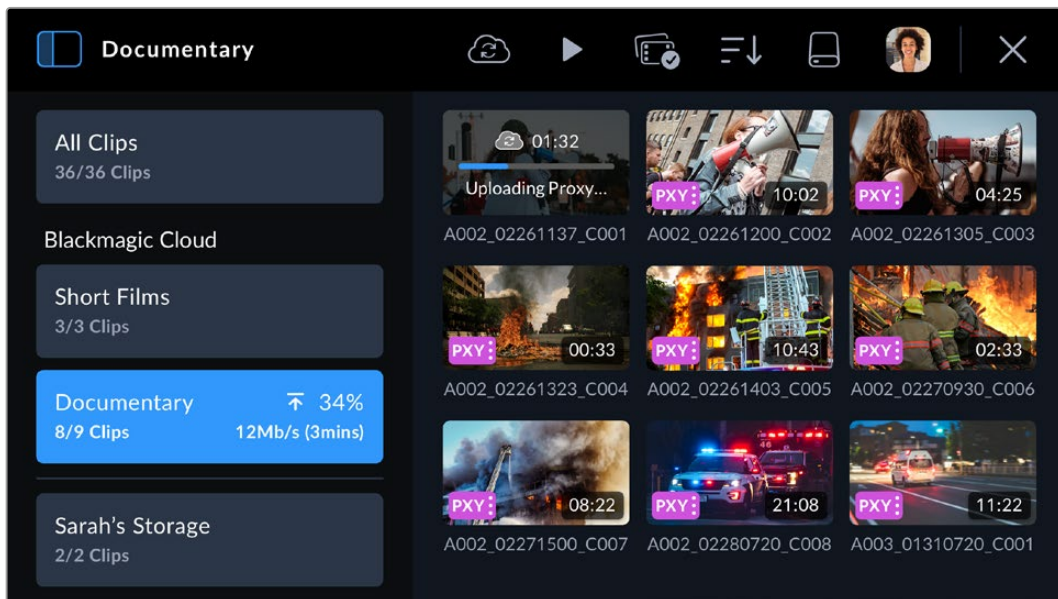 Documentary
All Clips
36/36 Clips
Blackmagic Cloud
Short Films
3/3 Clips
Documentary 34%
8/9 Clips 12Mb/s (3mins)
Sarah's Storage
2/2 Clips
01:32
Uploading Proxy...
PXY 10:02
PXY 04:25
A002_02261137_C001 A002_02261200_C002 A002_02261305_C003
PXY 00:33
PXY 10:43
PXY 02:33
A002_02261323_C004 A002_02261403_C005 A002_02270930_C006
PXY 08:22
46
PXY 21:08
PXY 11:22
A002_02271500_C007 A002_02280720_C008 A003_01310720_C001